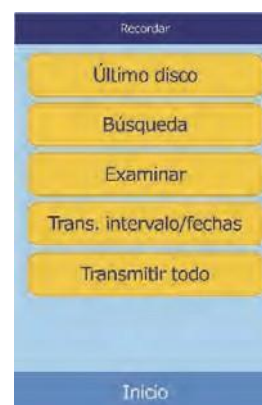 Recordar
Último disco
Búsqueda
Examinar
Trans. intervalo/fechas
Transmitir todo
Inicio